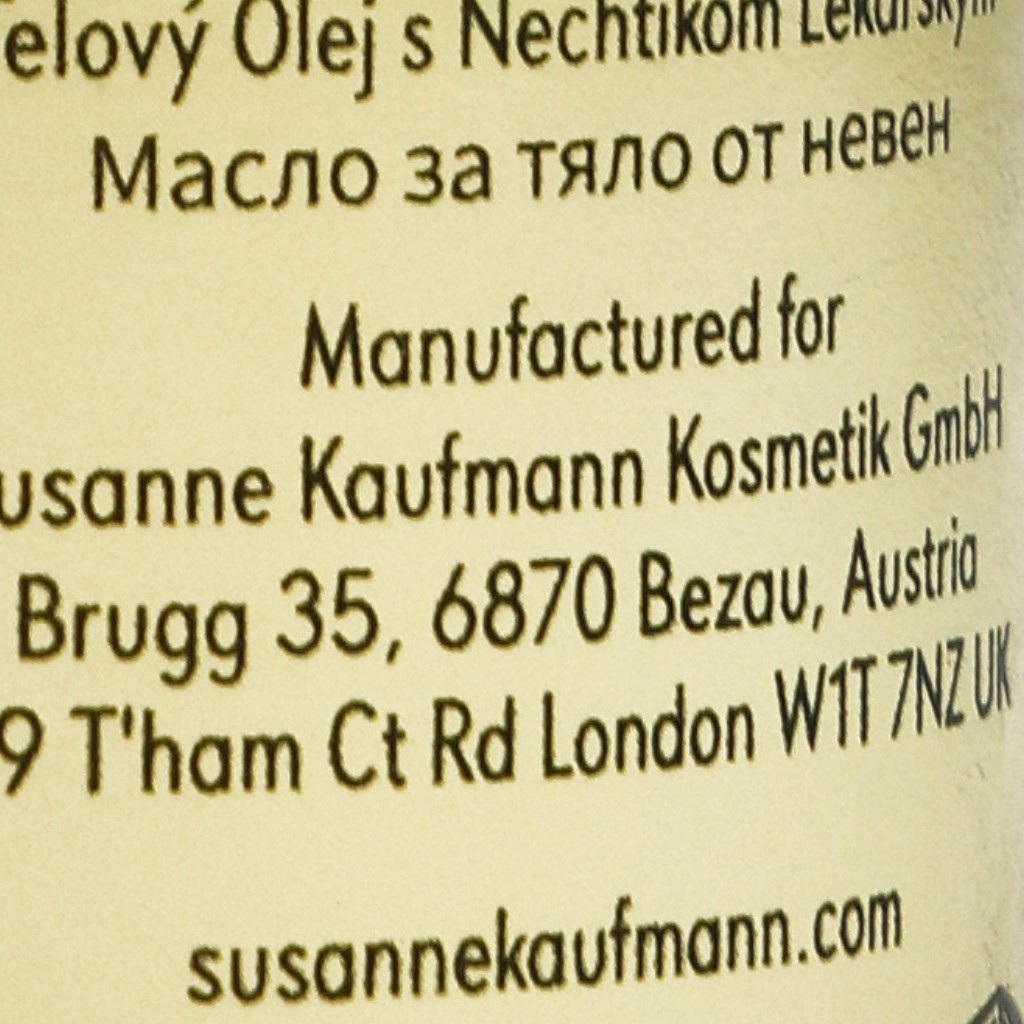 elový Olej s Nechtíkom Lekárskym
Масло за тяло от невен
Manufactured for
usanne Kaufmann Kosmetik GmbH
Brugg 35, 6870 Bezau, Austria
9 T'ham Ct Rd London W1T 7NZ UK
susannekaufmann.com